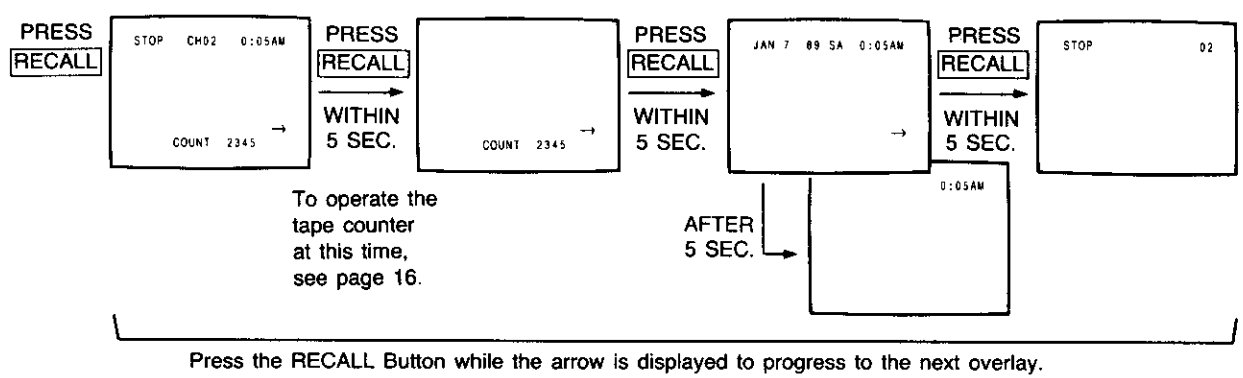 PRESS
RECALL
STOP CH02 0:05AM
→
COUNT 2345
PRESS
RECALL
WITHIN
5 SEC.
To operate the
tape counter
at this time,
see page 16.
→
COUNT 2345
PRESS
RECALL
WITHIN
5 SEC.
JAN 7 89 SA 0:05AM
→
AFTER
5 SEC.
0:05AM
PRESS
RECALL
WITHIN
5 SEC.
STOP 02
Press the RECALL Button while the arrow is displayed to progress to the next overlay.